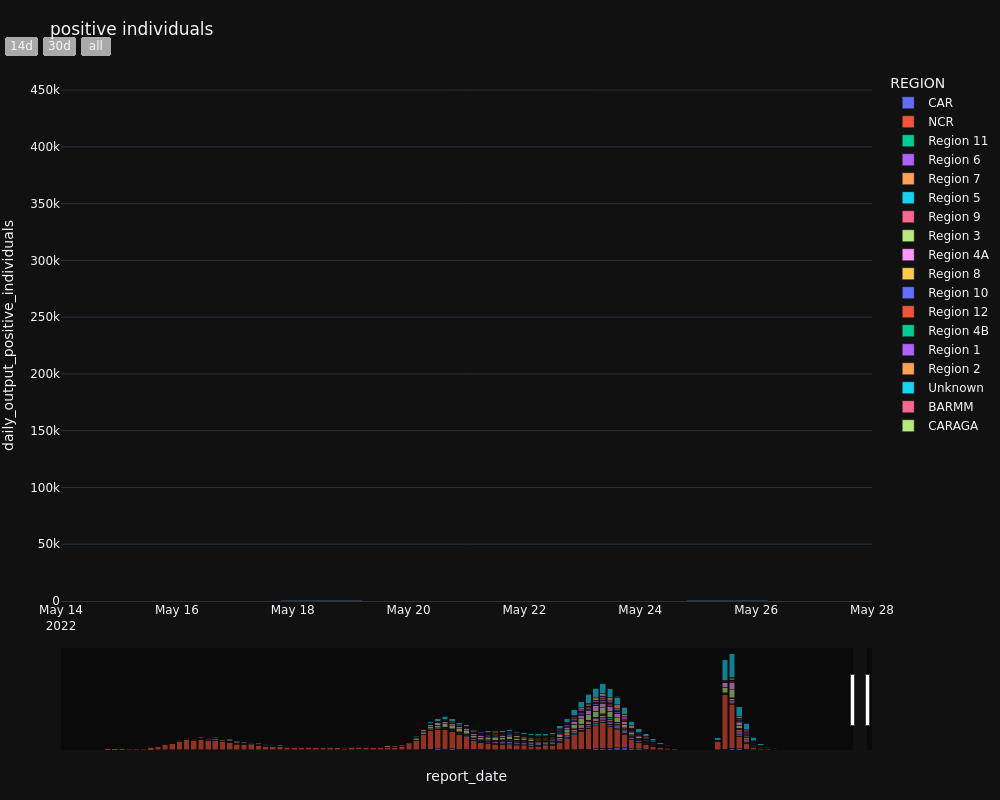 positive individuals
14d 30d all
REGION
CAR
NCR
Region 11
Region 6
Region 7
Region 5
Region 9
Region 3
Region 4A
Region 8
Region 10
Region 12
Region 4B
Region 1
Region 2
Unknown
BARMM
CARAGA
daily_output_positive_individuals
450k
400k
350k
300k
250k
200k
150k
100k
50k
0
May 14 May 16 May 18 May 20 May 22 May 24 May 26 May 28
2022
report_date